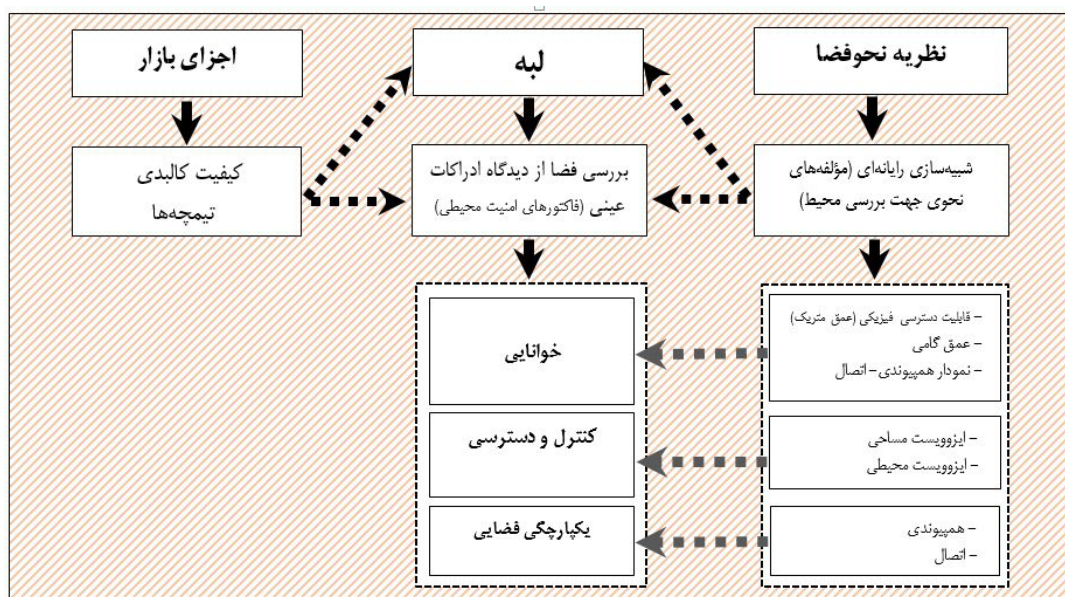 نظریه نحوفضا
لبه
اجزای بازار
شبیه‌سازی رایانه‌ای (مؤلفه‌های
نحوی جهت بررسی محیط)
بررسی فضا از دیدگاه ادراکات
عینی (فاکتورهای امنیت محیطی)
کیفیت کالبدی
تیمچه‌ها
- قابلیت دسترسی فیزیکی (عمق متریک)
- عمق گامی
- نمودار همپیوندی- اتصال
خوانایی
- ایزوویست مساحی
- ایزوویست محیطی
کنترل و دسترسی
- همپیوندی
- اتصال
یکپارچگی فضایی